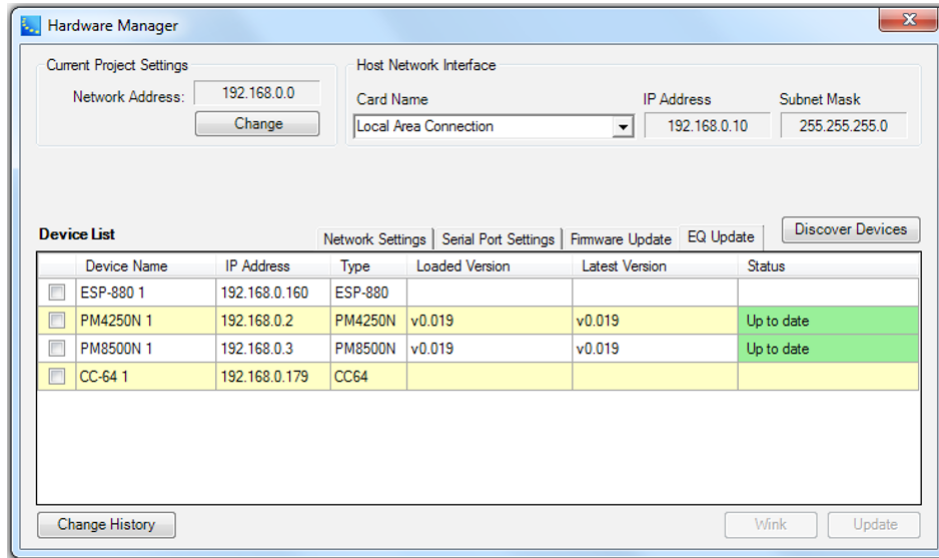 Hardware Manager
Current Project Settings
Network Address: 192.168.0.0
Change
Host Network Interface
Card Name IP Address Subnet Mask
Local Area Connection 192.168.0.10 255.255.255.0
Device List Network Settings Serial Port Settings Firmware Update EQ Update Discover Devices
Device Name IP Address Type Loaded Version Latest Version Status
ESP-880 1 192.168.0.160 ESP-880
PM4250N 1 192.168.0.2 PM4250N v0.019 v0.019 Up to date
PM8500N 1 192.168.0.3 PM8500N v0.019 v0.019 Up to date
CC-64 1 192.168.0.179 CC64
Change History Wink Update